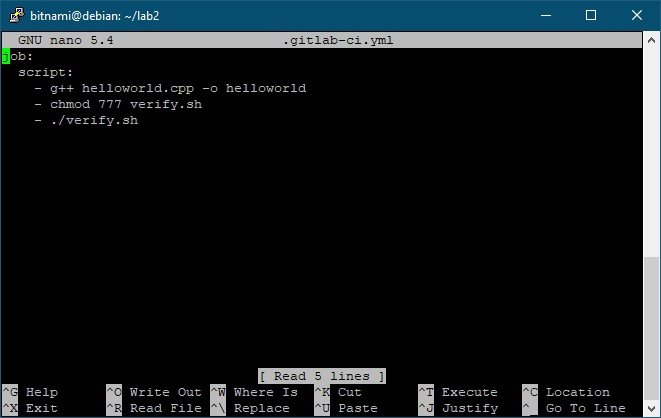 bitnami@debian: ~/lab2
GNU nano 5.4 .gitlab-ci.yml
job:
  script:
    - g++ helloworld.cpp -o helloworld
    - chmod 777 verify.sh
    - ./verify.sh
[ Read 5 lines ]
^G Help ^O Write Out ^W Where Is ^K Cut ^T Execute ^C Location
^X Exit ^R Read File ^\ Replace ^U Paste ^J Justify ^_ Go To Line